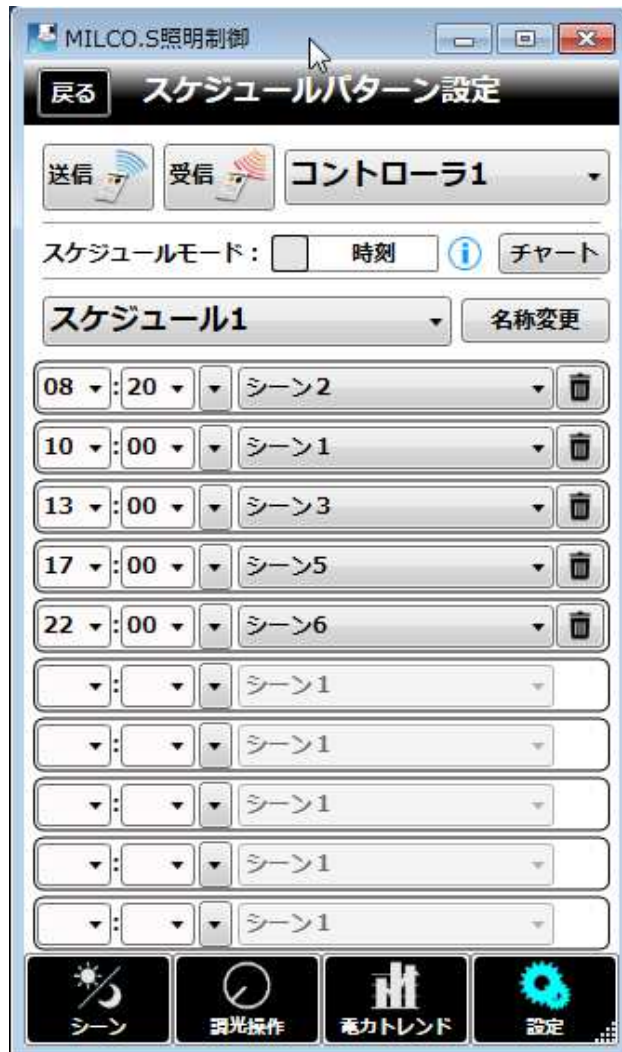 MILCO.S照明制御
戻る スケジュールパターン設定
送信 受信 コントローラ1
スケジュールモード： 時刻 i チャート
スケジュール1 名称変更
08 : 20 シーン2
10 : 00 シーン1
13 : 00 シーン3
17 : 00 シーン5
22 : 00 シーン6
: シーン1
: シーン1
: シーン1
: シーン1
: シーン1
シーン 調光操作 電力トレンド 設定